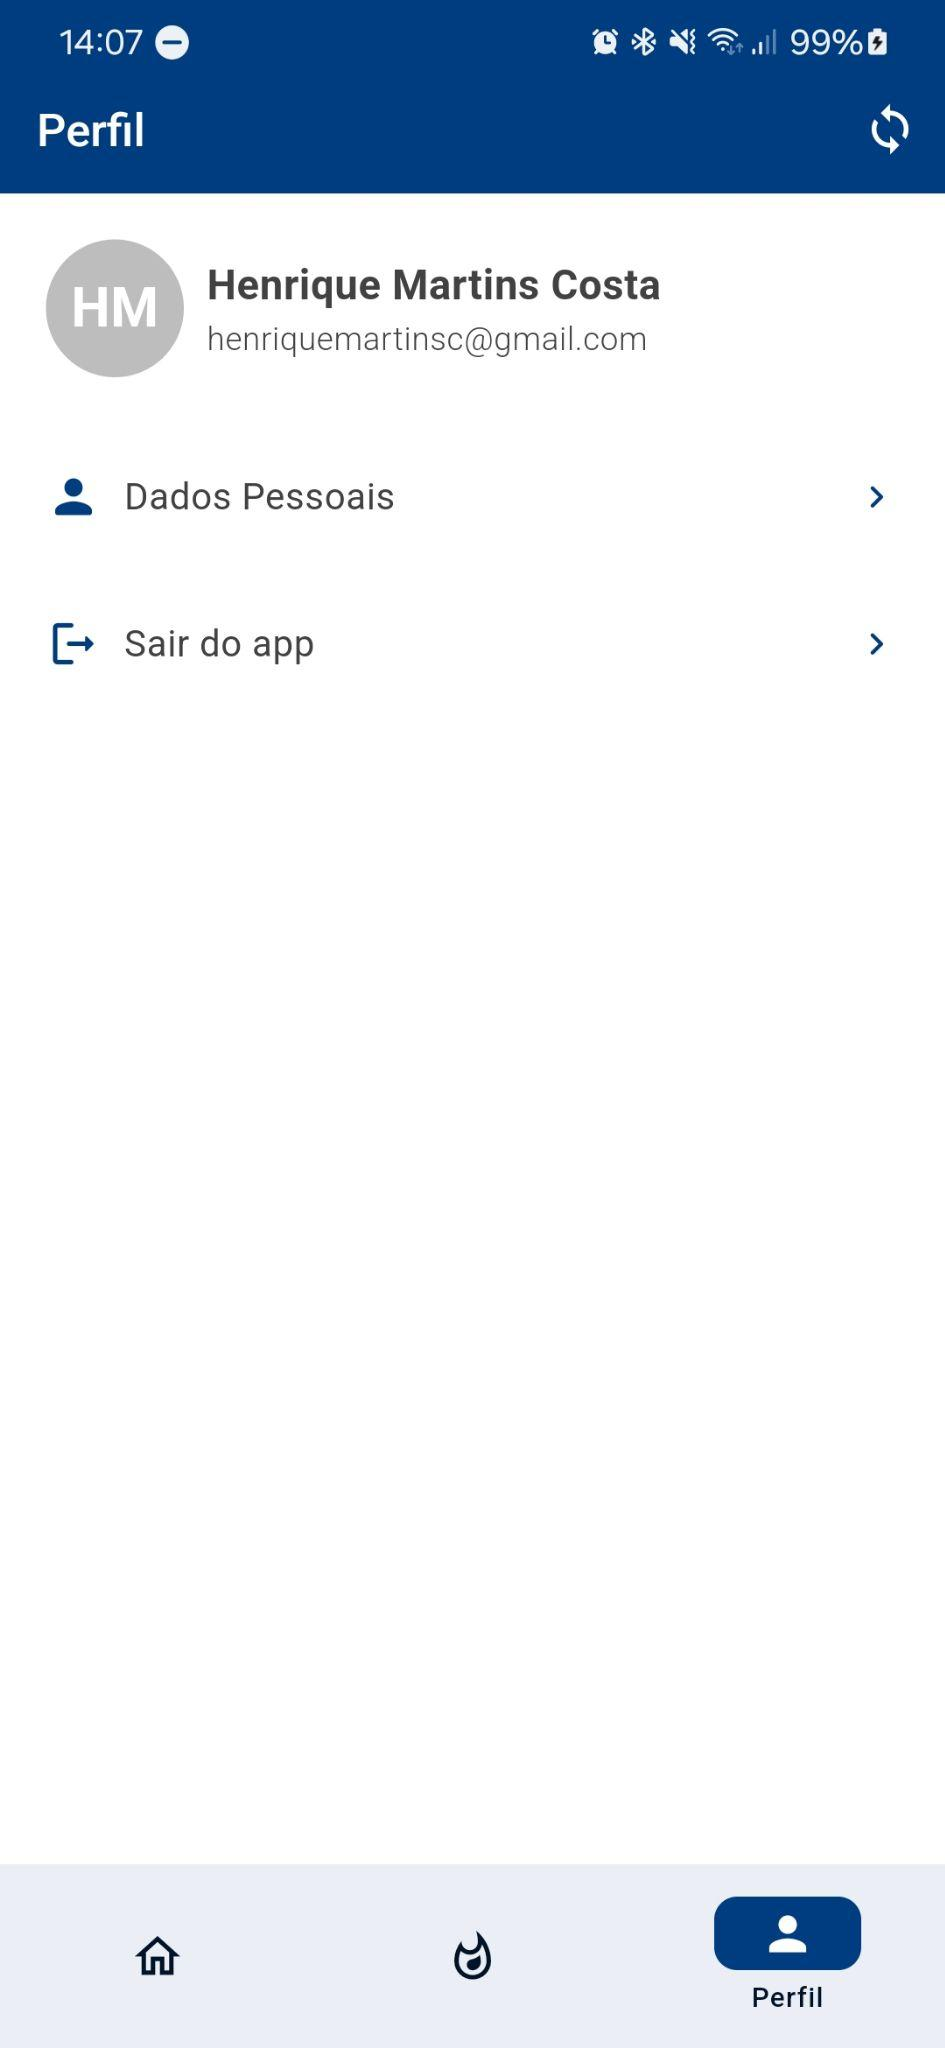 14:07
99%
Perfil
HM
Henrique Martins Costa
henriquemartinsc@gmail.com
Dados Pessoais
Sair do app
Perfil